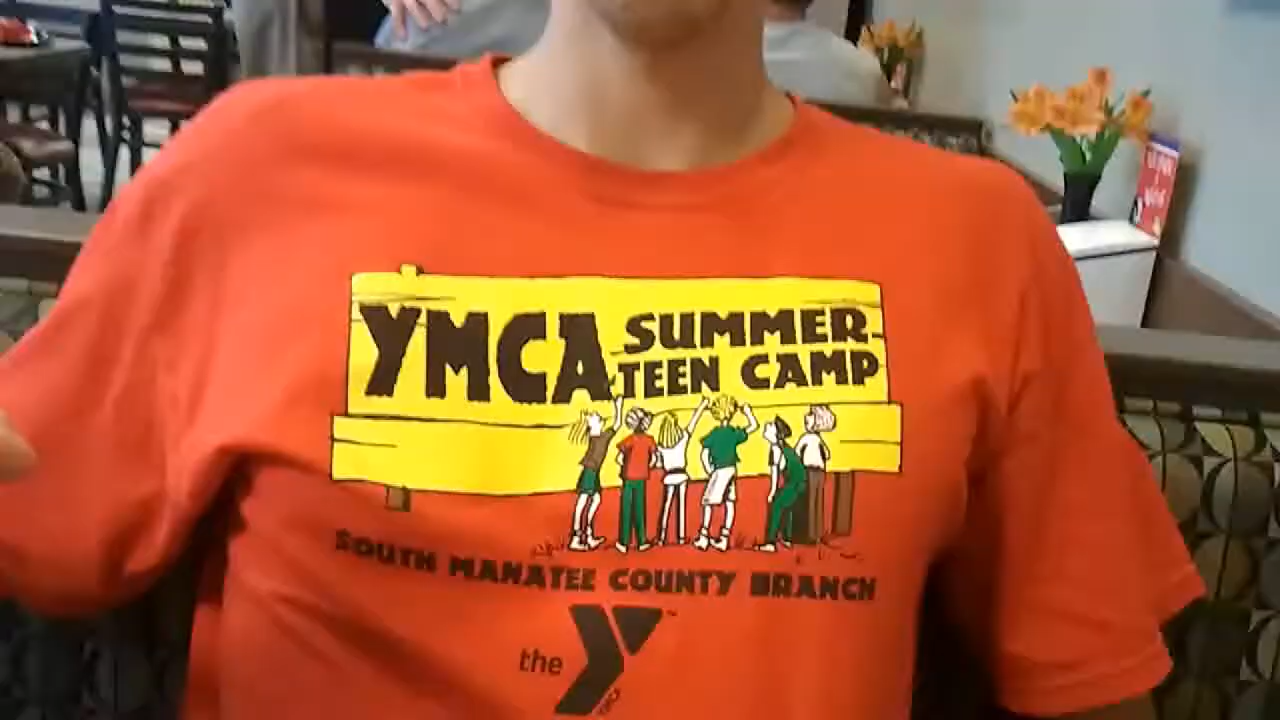 YMCA SUMMER
TEEN CAMP
SOUTH MANATEE COUNTY BRANCH
the Y